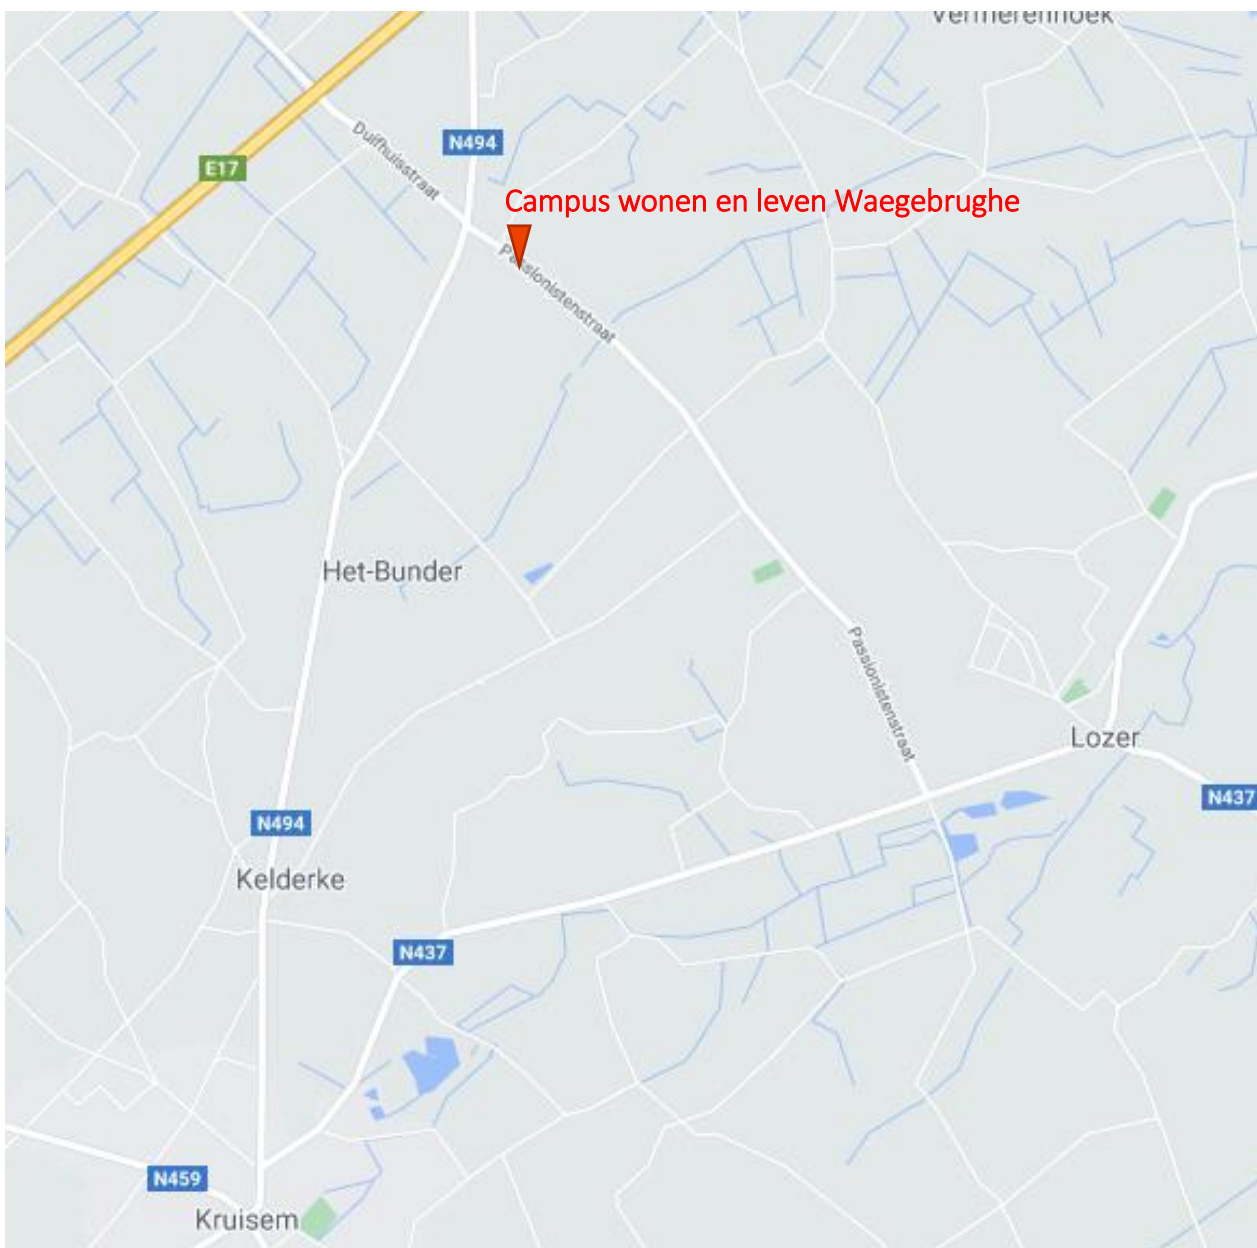 Vermerenhoek
Duifhuisstraat
N494
E17
Campus wonen en leven Waegebrughe
Passionistenstraat
Het-Bunder
Passionistenstraat
Lozer
N437
N494
Kelderke
N437
N459
Kruisem